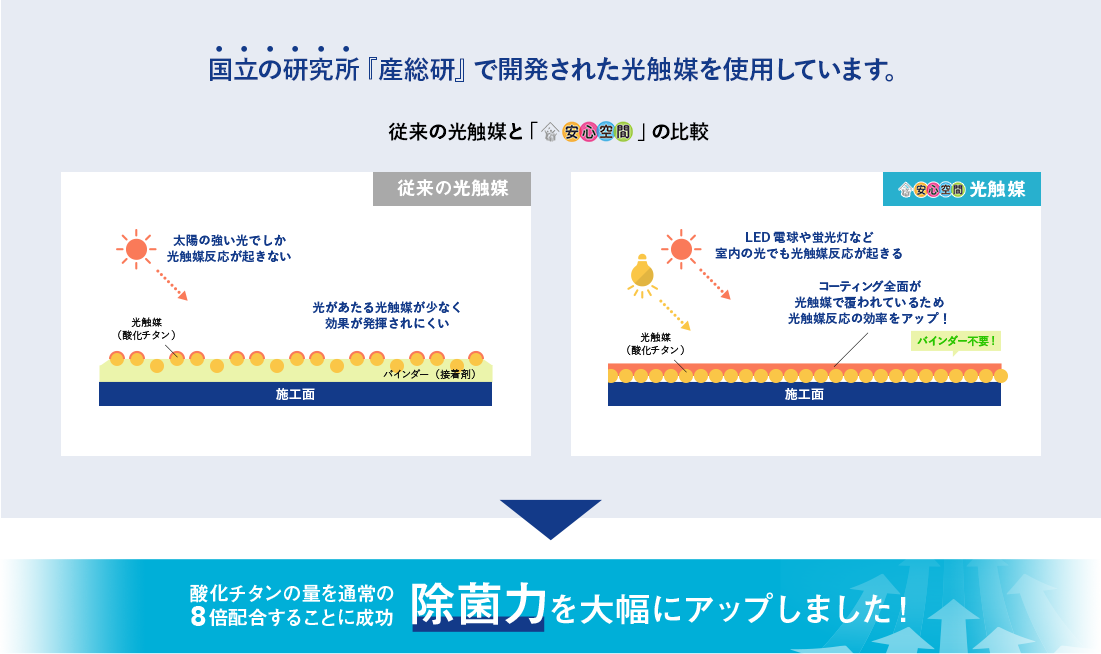 国立の研究所『産総研』で開発された光触媒を使用しています。
従来の光触媒と「安心空間」の比較
従来の光触媒
太陽の強い光でしか
光触媒反応が起きない
光があたる光触媒が少なく
効果が発揮されにくい
光触媒
（酸化チタン）
バインダー（接着剤）
施工面
安心空間 光触媒
LED電球や蛍光灯など
室内の光でも光触媒反応が起きる
コーティング全面が
光触媒で覆われているため
光触媒反応の効率をアップ！
バインダー不要！
光触媒
（酸化チタン）
施工面
酸化チタンの量を通常の
8倍配合することに成功
除菌力を大幅にアップしました！